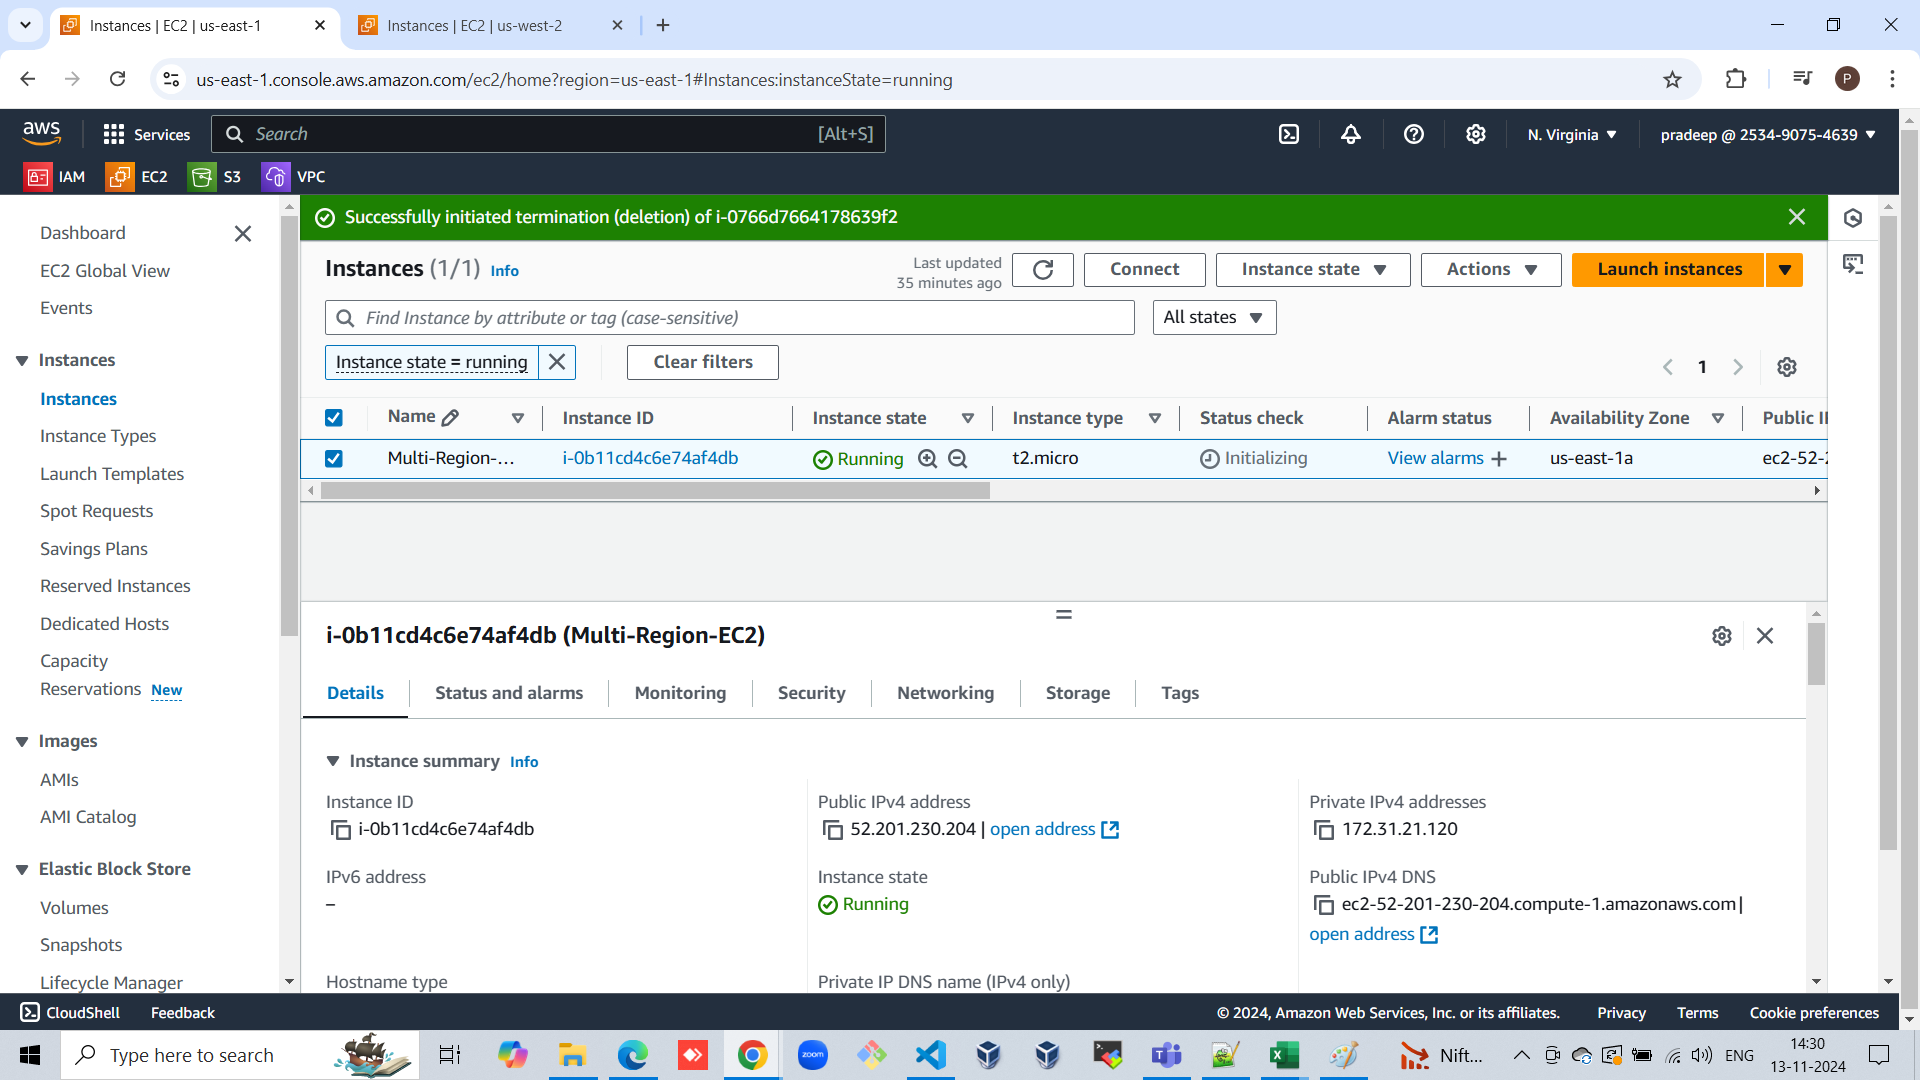 Instances | EC2 | us-east-1
Instances | EC2 | us-west-2
us-east-1.console.aws.amazon.com/ec2/home?region=us-east-1#Instances:instanceState=running
P
aws
Services
Search
[Alt+S]
N. Virginia
pradeep @ 2534-9075-4639
IAM
EC2
S3
VPC
Successfully initiated termination (deletion) of i-0766d7664178639f2
Dashboard
EC2 Global View
Events
Instances
Instances
Instance Types
Launch Templates
Spot Requests
Savings Plans
Reserved Instances
Dedicated Hosts
Capacity
Reservations New
Images
AMIs
AMI Catalog
Elastic Block Store
Volumes
Snapshots
Lifecycle Manager
Instances (1/1) Info
Last updated
35 minutes ago
Connect
Instance state
Actions
Launch instances
Find Instance by attribute or tag (case-sensitive)
All states
Instance state = running
Clear filters
1
Name
Instance ID
Instance state
Instance type
Status check
Alarm status
Availability Zone
Public
Multi-Region-...
i-0b11cd4c6e74af4db
Running
t2.micro
Initializing
View alarms
us-east-1a
ec2-52-
i-0b11cd4c6e74af4db (Multi-Region-EC2)
Details
Status and alarms
Monitoring
Security
Networking
Storage
Tags
Instance summary Info
Instance ID
i-0b11cd4c6e74af4db
Public IPv4 address
52.201.230.204 | open address
Private IPv4 addresses
172.31.21.120
IPv6 address
–
Instance state
Running
Public IPv4 DNS
ec2-52-201-230-204.compute-1.amazonaws.com |
open address
Hostname type
Private IP DNS name (IPv4 only)
CloudShell
Feedback
© 2024, Amazon Web Services, Inc. or its affiliates.
Privacy
Terms
Cookie preferences
Type here to search
zoom
Nift...
ENG
14:30
13-11-2024